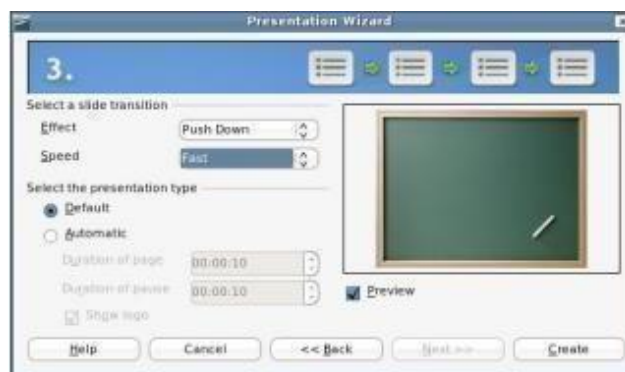 Presentation Wizard
3.
Select a slide transition
Effect Push Down
Speed Fast
Select the presentation type
Default
Automatic
Duration of page 00:00:10
Duration of pause 00:00:10
Show logo
Preview
Help Cancel << Back Next >> Create